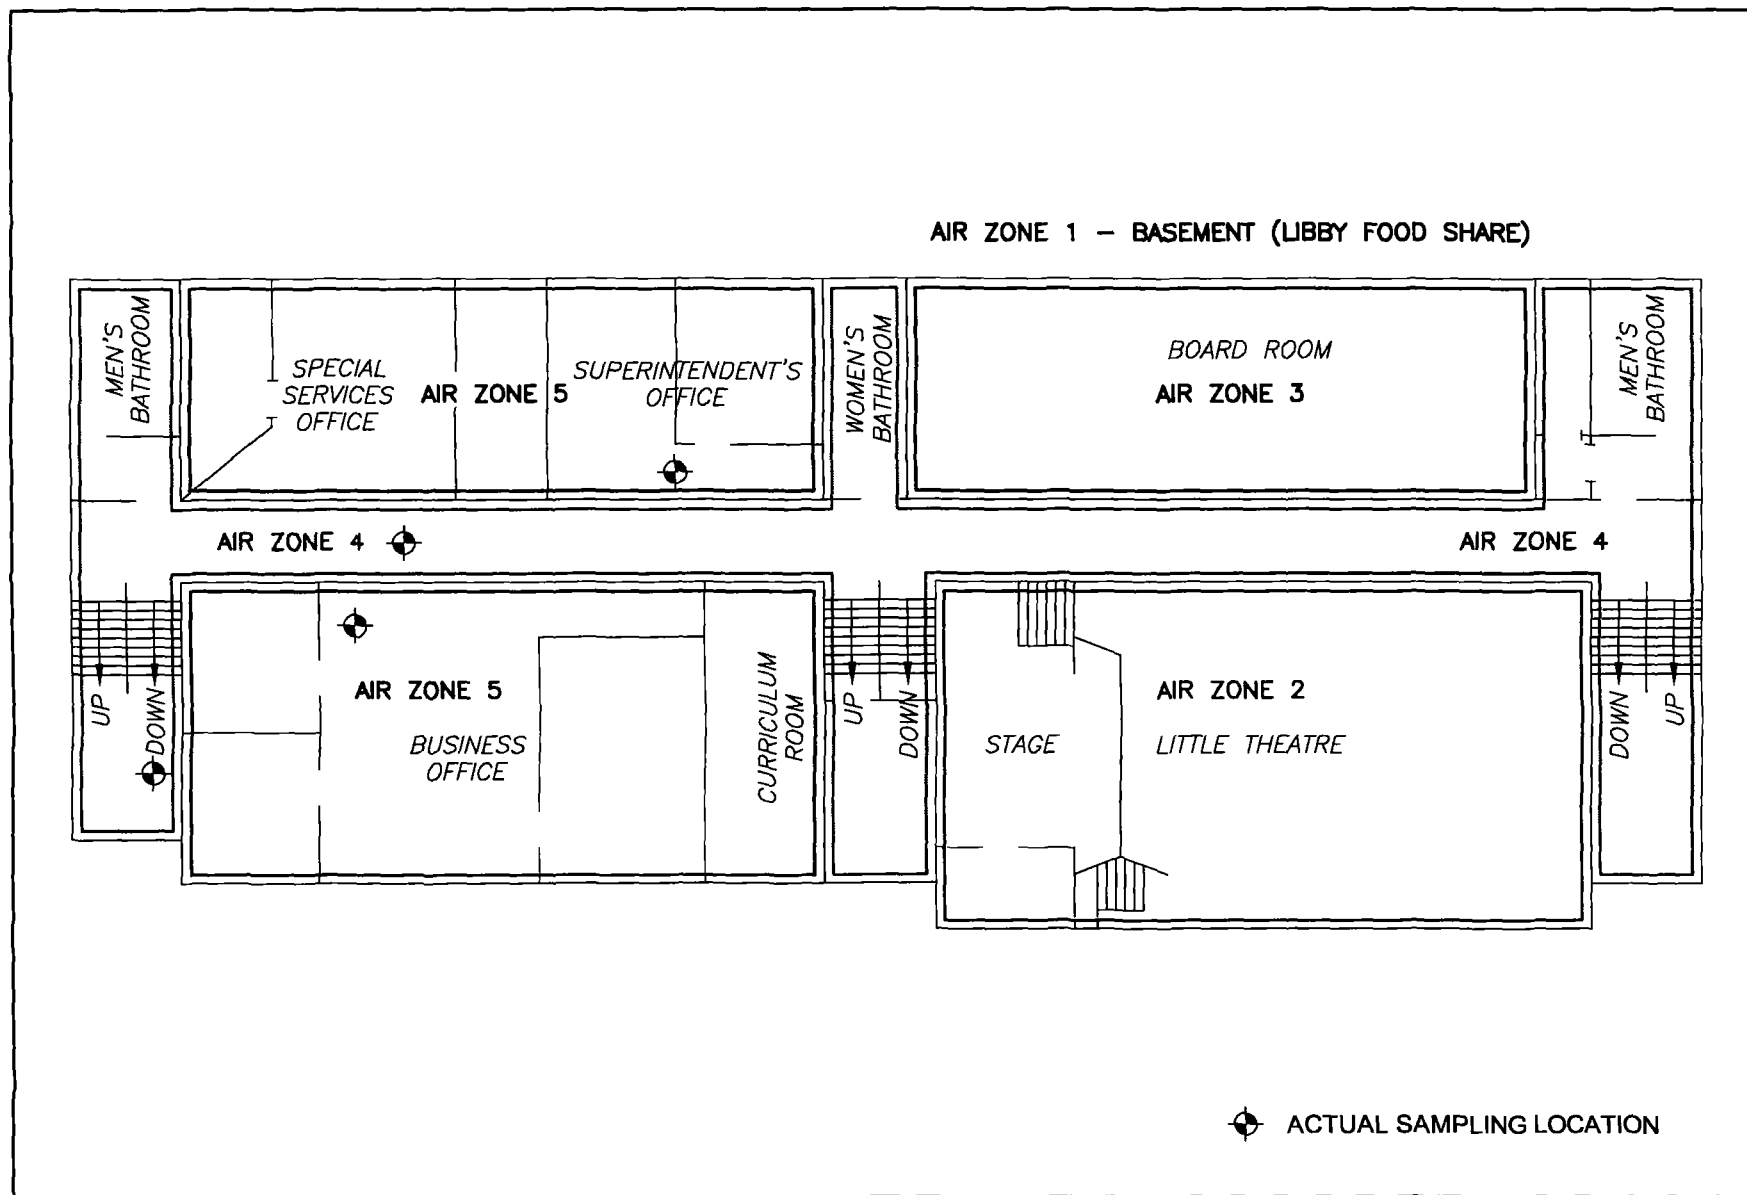 AIR ZONE 1 – BASEMENT (LIBBY FOOD SHARE)
MEN'S
BATHROOM
SPECIAL
SERVICES
OFFICE
AIR ZONE 5
SUPERINTENDENT'S
OFFICE
WOMEN'S
BATHROOM
BOARD ROOM
AIR ZONE 3
MEN'S
BATHROOM
AIR ZONE 4
AIR ZONE 4
UP
DOWN
AIR ZONE 5
BUSINESS
OFFICE
CURRICULUM
ROOM
UP
DOWN
STAGE
AIR ZONE 2
LITTLE THEATRE
DOWN
UP
ACTUAL SAMPLING LOCATION